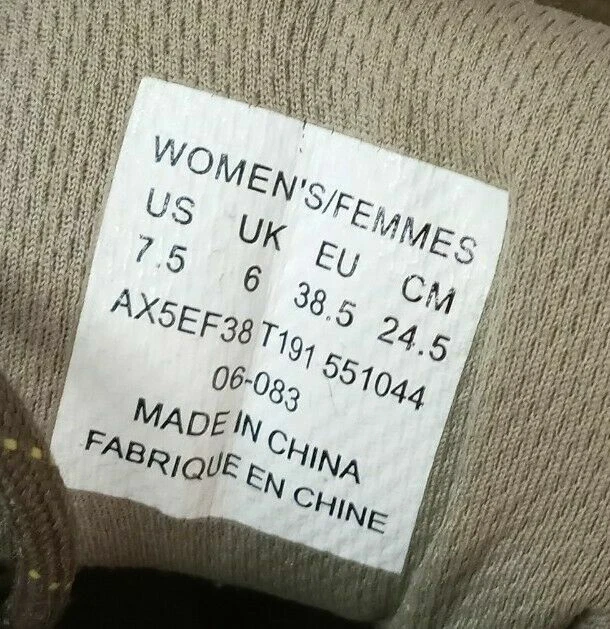 WOMEN'S/FEMMES
US UK EU CM
7.5 6 38.5 24.5
AX5EF38 T191 551044
06-083
MADE IN CHINA
FABRIQUE EN CHINE